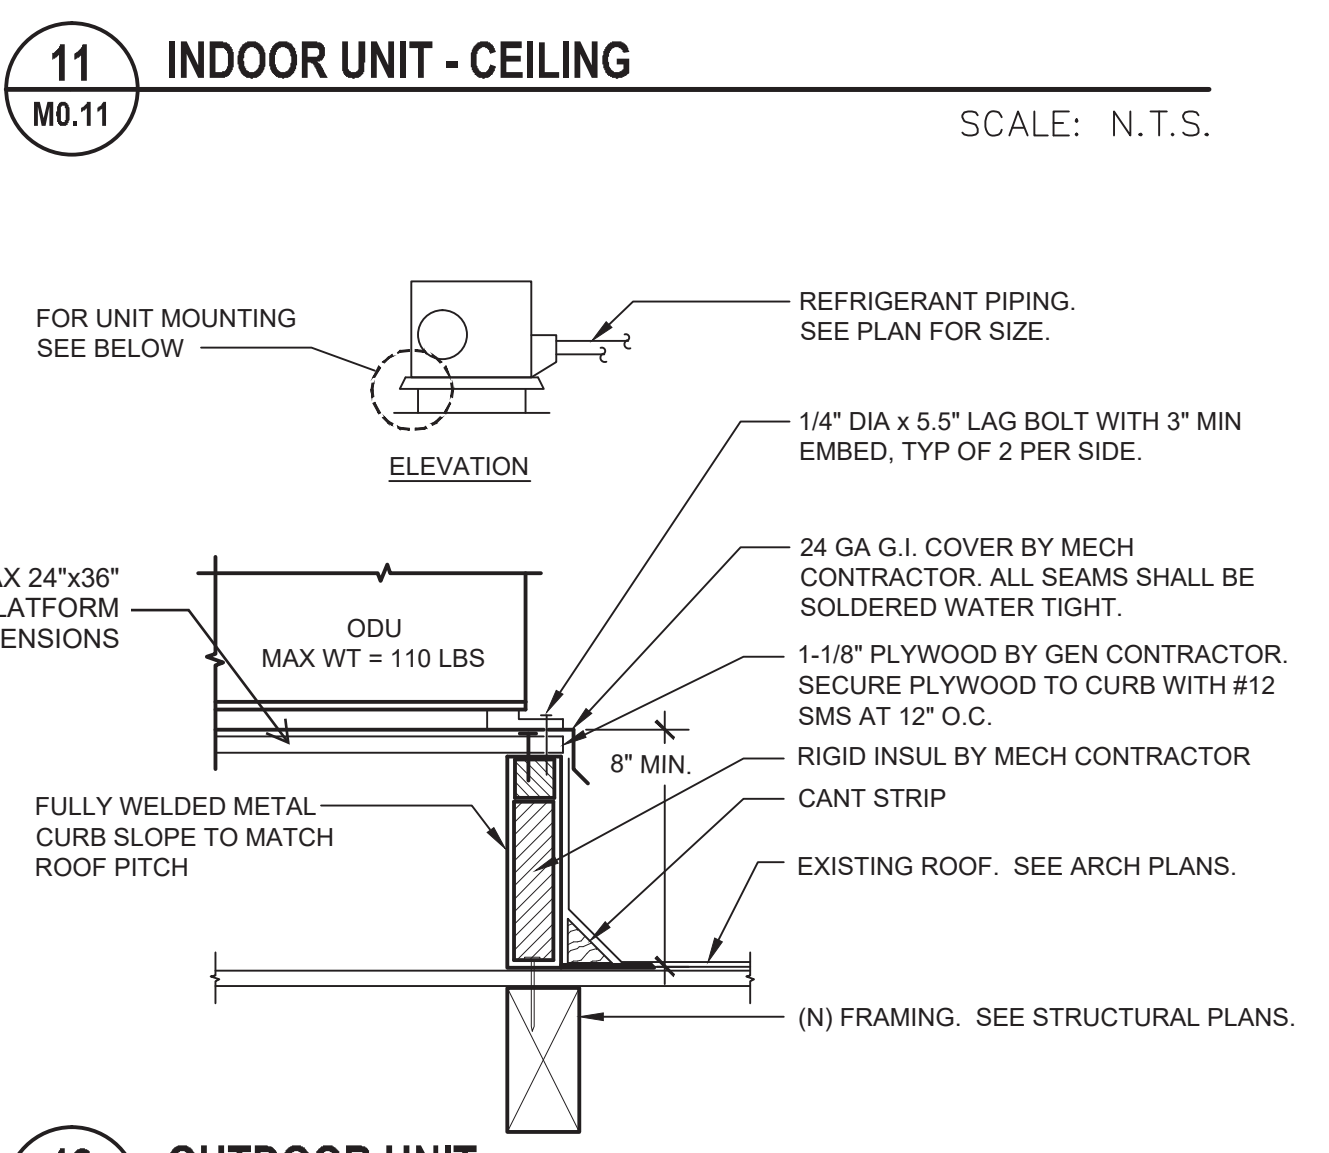 11
M0.11
INDOOR UNIT - CEILING
SCALE: N.T.S.
FOR UNIT MOUNTING
SEE BELOW
REFRIGERANT PIPING.
SEE PLAN FOR SIZE.
ELEVATION
1/4" DIA x 5.5" LAG BOLT WITH 3" MIN
EMBED, TYP OF 2 PER SIDE.
24"x36"
ODU
MAX WT = 110 LBS
24 GA G.I. COVER BY MECH
CONTRACTOR. ALL SEAMS SHALL BE
SOLDERED WATER TIGHT.
1-1/8" PLYWOOD BY GEN CONTRACTOR.
SECURE PLYWOOD TO CURB WITH #12
SMS AT 12" O.C.
8" MIN.
RIGID INSUL BY MECH CONTRACTOR
CANT STRIP
FULLY WELDED METAL
CURB SLOPE TO MATCH
ROOF PITCH
EXISTING ROOF. SEE ARCH PLANS.
(N) FRAMING. SEE STRUCTURAL PLANS.
OUTDOOR UNIT